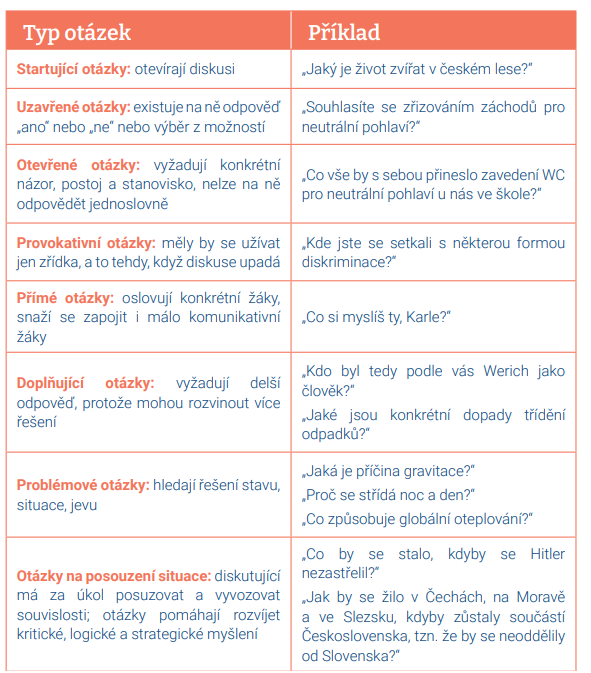 Typ otázek
Příklad
Startující otázky: otevírají diskusi
„Jaký je život zvířat v českém lese?“
Uzavřené otázky: existuje na ně odpověď
„ano“ nebo „ne“ nebo výběr z možností
„Souhlasíte se zřizováním záchodů pro
neutrální pohlaví?“
Otevřené otázky: vyžadují konkrétní
názor, postoj a stanovisko, nelze na ně
odpovědět jednoslovně
„Co vše by s sebou přineslo zavedení WC
pro neutrální pohlaví u nás ve škole?“
Provokativní otázky: měly by se užívat
jen zřídka, a to tehdy, když diskuse upadá
„Kde jste se setkali s některou formou
diskriminace?“
Přímé otázky: oslovují konkrétní žáky,
snaží se zapojit i málo komunikativní
žáky
„Co si myslíš ty, Karle?“
Doplňující otázky: vyžadují delší
odpověď, protože mohou rozvinout více
řešení
„Kdo byl tedy podle vás Werich jako
člověk?“
„Jaké jsou konkrétní dopady třídění
odpadků?“
Problémové otázky: hledají řešení stavu,
situace, jevu
„Jaká je příčina gravitace?“
„Proč se střídá noc a den?“
„Co způsobuje globální oteplování?“
Otázky na posouzení situace: diskutující
má za úkol posuzovat a vyvozovat
souvislosti; otázky pomáhají rozvíjet
kritické, logické a strategické myšlení
„Co by se stalo, kdyby se Hitler
nezastřelil?“
„Jak by se žilo v Čechách, na Moravě
a ve Slezsku, kdyby zůstaly součástí
Československa, tzn. že by se neoddělily
od Slovenska?“